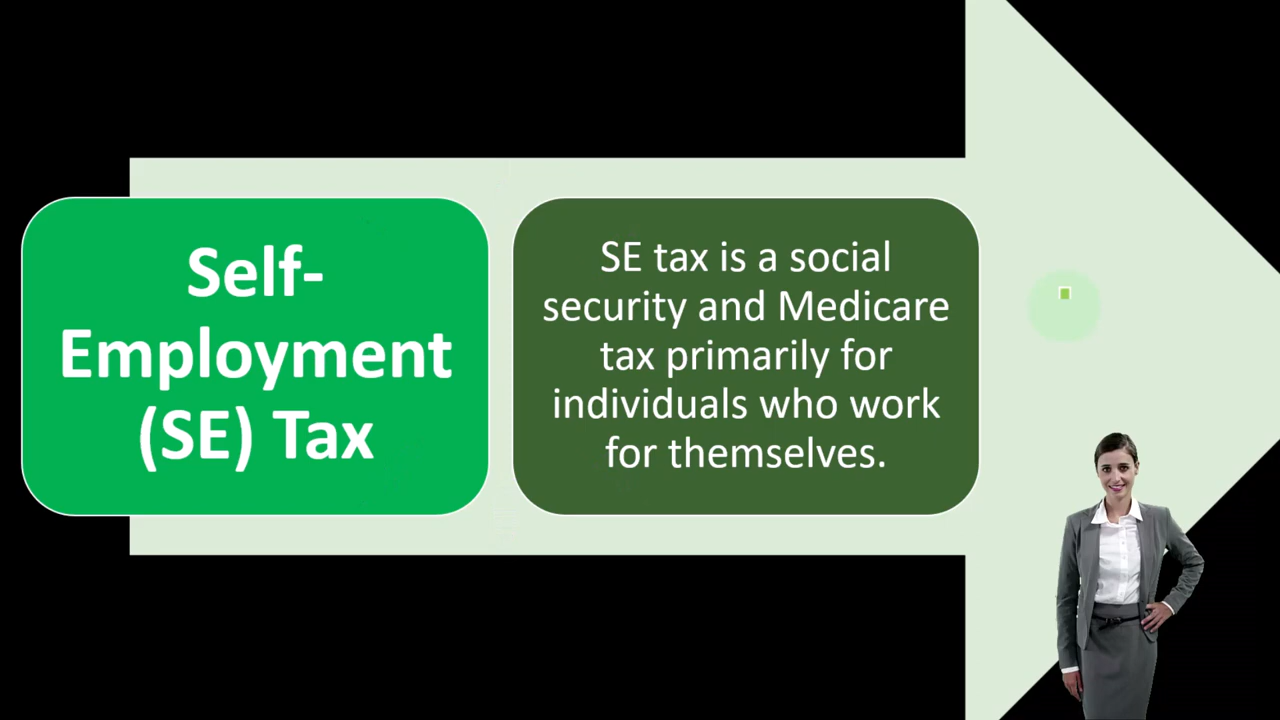 Self-
Employment
(SE) Tax
SE tax is a social
security and Medicare
tax primarily for
individuals who work
for themselves.